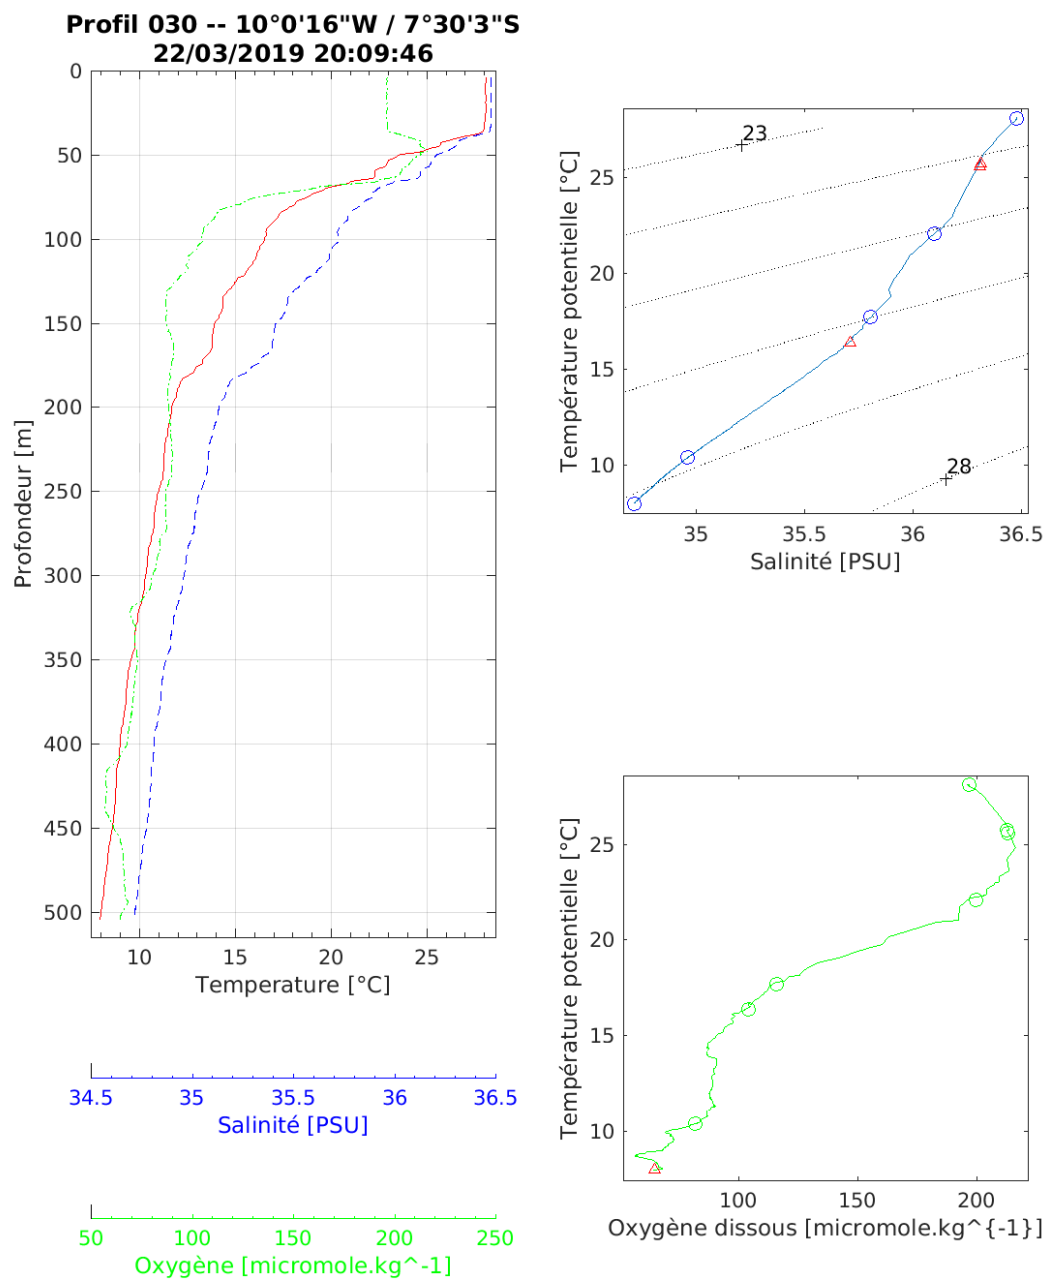 Profil 030 -- 10°0'16"W / 7°30'3"S
22/03/2019 20:09:46
0
50
100
150
200
250
300
350
400
450
500
Profondeur [m]
10 15 20 25
Temperature [°C]
34.5 35 35.5 36 36.5
Salinité [PSU]
50 100 150 200 250
Oxygène [micromole.kg^-1]
23
25
20
15
10
28
Température potentielle [°C]
35 35.5 36 36.5
Salinité [PSU]
25
20
15
10
Température potentielle [°C]
100 150 200
Oxygène dissous [micromole.kg^{-1}]